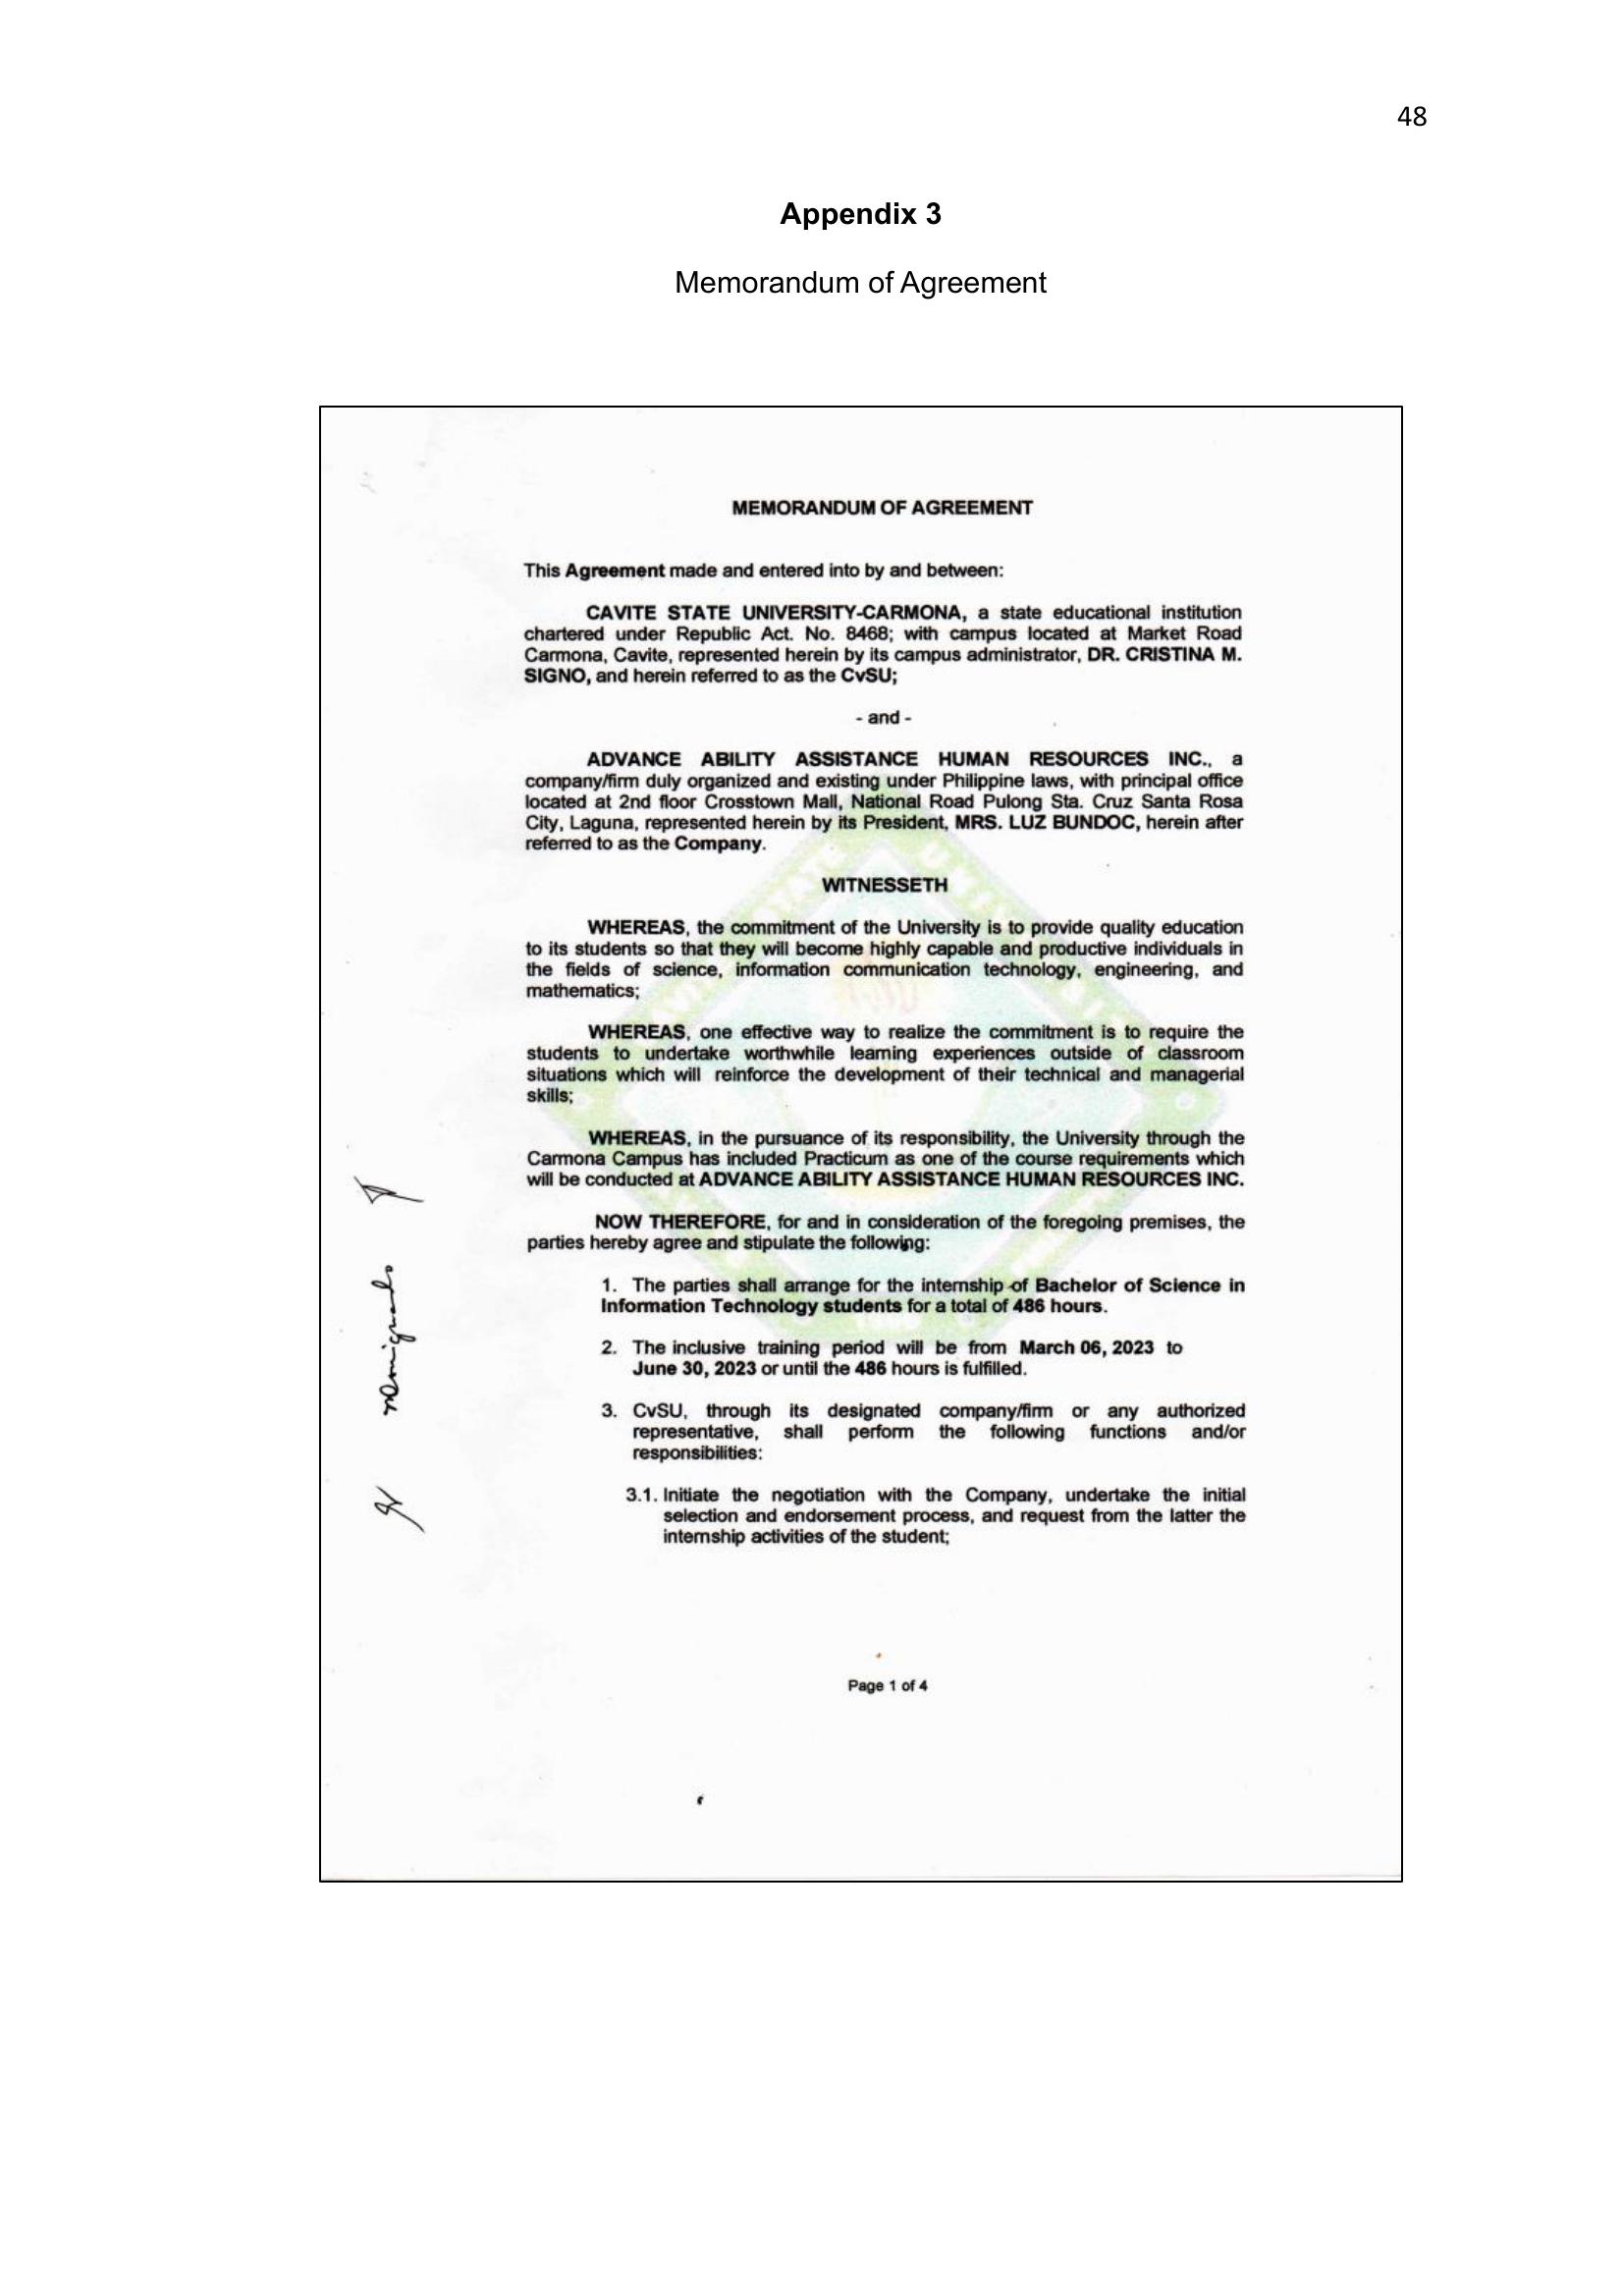 48
Appendix 3
Memorandum of Agreement
MEMORANDUM OF AGREEMENT
This Agreement made and entered into by and between:
CAVITE STATE UNIVERSITY-CARMONA, a state educational institution
chartered under Republic Act. No. 8468; with campus located at Market Road
Carmona, Cavite, represented herein by its campus administrator, DR. CRISTINA M.
SIGNO, and herein referred to as the CvSU;
- and -
ADVANCE ABILITY ASSISTANCE HUMAN RESOURCES INC., a
company/firm duly organized and existing under Philippine laws, with principal office
located at 2nd floor Crosstown Mall, National Road Pulong Sta. Cruz Santa Rosa
City, Laguna, represented herein by its President, MRS. LUZ BUNDOC, herein after
referred to as the Company.
WITNESSETH
WHEREAS, the commitment of the University is to provide quality education
to its students so that they will become highly capable and productive individuals in
the fields of science, information communication technology, engineering, and
mathematics;
WHEREAS, one effective way to realize the commitment is to require the
students to undertake worthwhile learning experiences outside of classroom
situations which will reinforce the development of their technical and managerial
skills;
WHEREAS, in the pursuance of its responsibility, the University through the
Carmona Campus has included Practicum as one of the course requirements which
will be conducted at ADVANCE ABILITY ASSISTANCE HUMAN RESOURCES INC.
NOW THEREFORE, for and in consideration of the foregoing premises, the
parties hereby agree and stipulate the following:
1. The parties shall arrange for the internship of Bachelor of Science in
Information Technology students for a total of 486 hours.
2. The inclusive training period will be from March 06, 2023 to
June 30, 2023 or until the 486 hours is fulfilled.
3. CvSU, through its designated company/firm or any authorized
representative, shall perform the following functions and/or
responsibilities:
3.1. Initiate the negotiation with the Company, undertake the initial
selection and endorsement process, and request from the latter the
internship activities of the student;
Page 1 of 4